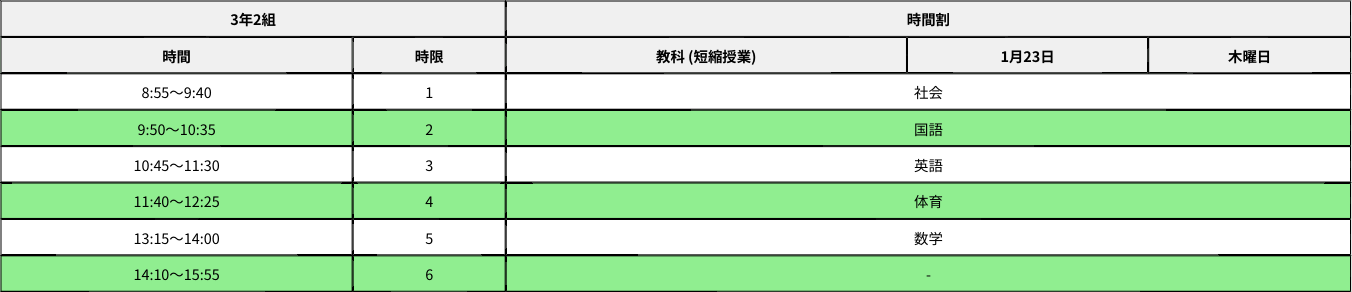 3年2組 時間割
時間 時限 教科 (短縮授業) 1月23日 木曜日
8:55〜9:40 1 社会
9:50〜10:35 2 国語
10:45〜11:30 3 英語
11:40〜12:25 4 体育
13:15〜14:00 5 数学
14:10〜15:55 6 -